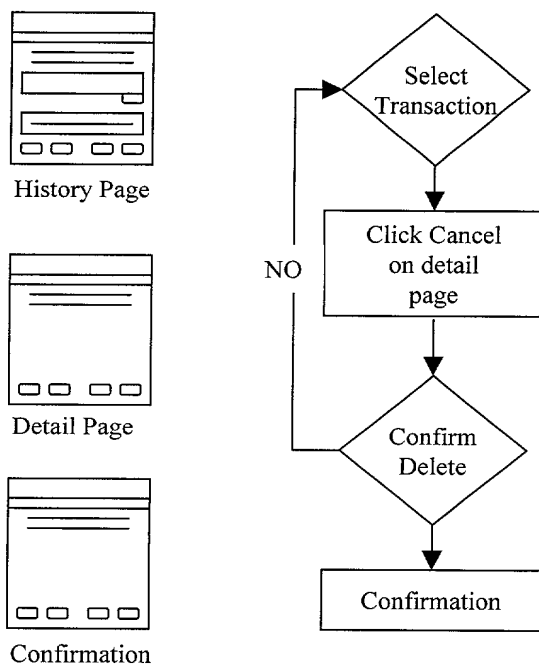 History Page
Detail Page
Confirmation
Select
Transaction
Click Cancel
on detail
page
NO
Confirm
Delete
Confirmation